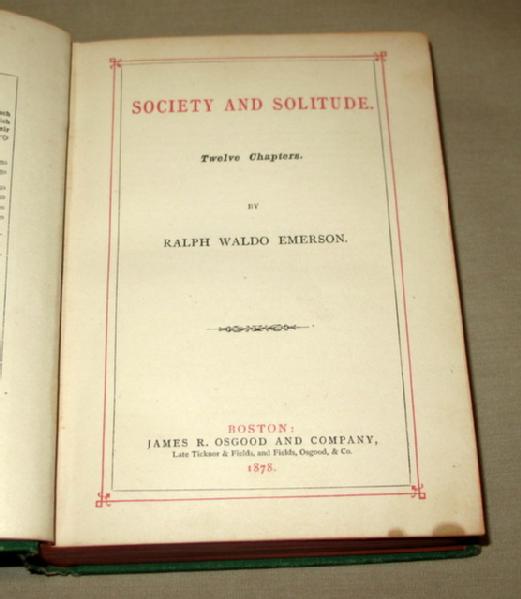 SOCIETY AND SOLITUDE.
Twelve Chapters.
BY
RALPH WALDO EMERSON.
BOSTON:
JAMES R. OSGOOD AND COMPANY,
Late Ticknor & Fields, and Fields, Osgood, & Co.
1878.